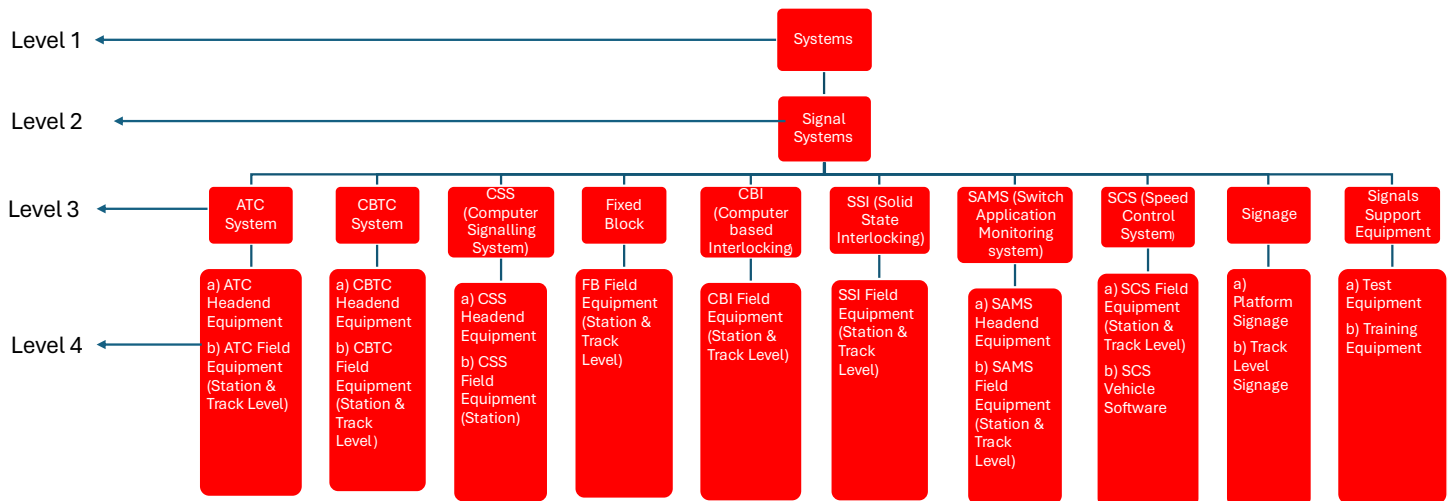 Level 1
Systems
Level 2
Signal
Systems
Level 3
ATC
System
CBTC
System
CSS
(Computer
Signalling
System)
Fixed
Block
CBI
(Computer
based
Interlocking)
SSI (Solid
State
Interlocking)
SAMS (Switch
Application
Monitoring
system)
SCS (Speed
Control
System)
Signage
Signals
Support
Equipment
Level 4
a) ATC
Headend
Equipment
b) ATC Field
Equipment
(Station &
Track Level)
a) CBTC
Headend
Equipment
b) CBTC
Field
Equipment
(Station &
Track
Level)
a) CSS
Headend
Equipment
b) CSS
Field
Equipment
(Station)
FB Field
Equipment
(Station &
Track
Level)
CBI Field
Equipment
(Station &
Track Level)
SSI Field
Equipment
(Station &
Track
Level)
a) SAMS
Headend
Equipment
b) SAMS
Field
Equipment
(Station &
Track
Level)
a) SCS Field
Equipment
(Station &
Track Level)
b) SCS
Vehicle
Software
a)
Platform
Signage
b) Track
Level
Signage
a) Test
Equipment
b) Training
Equipment